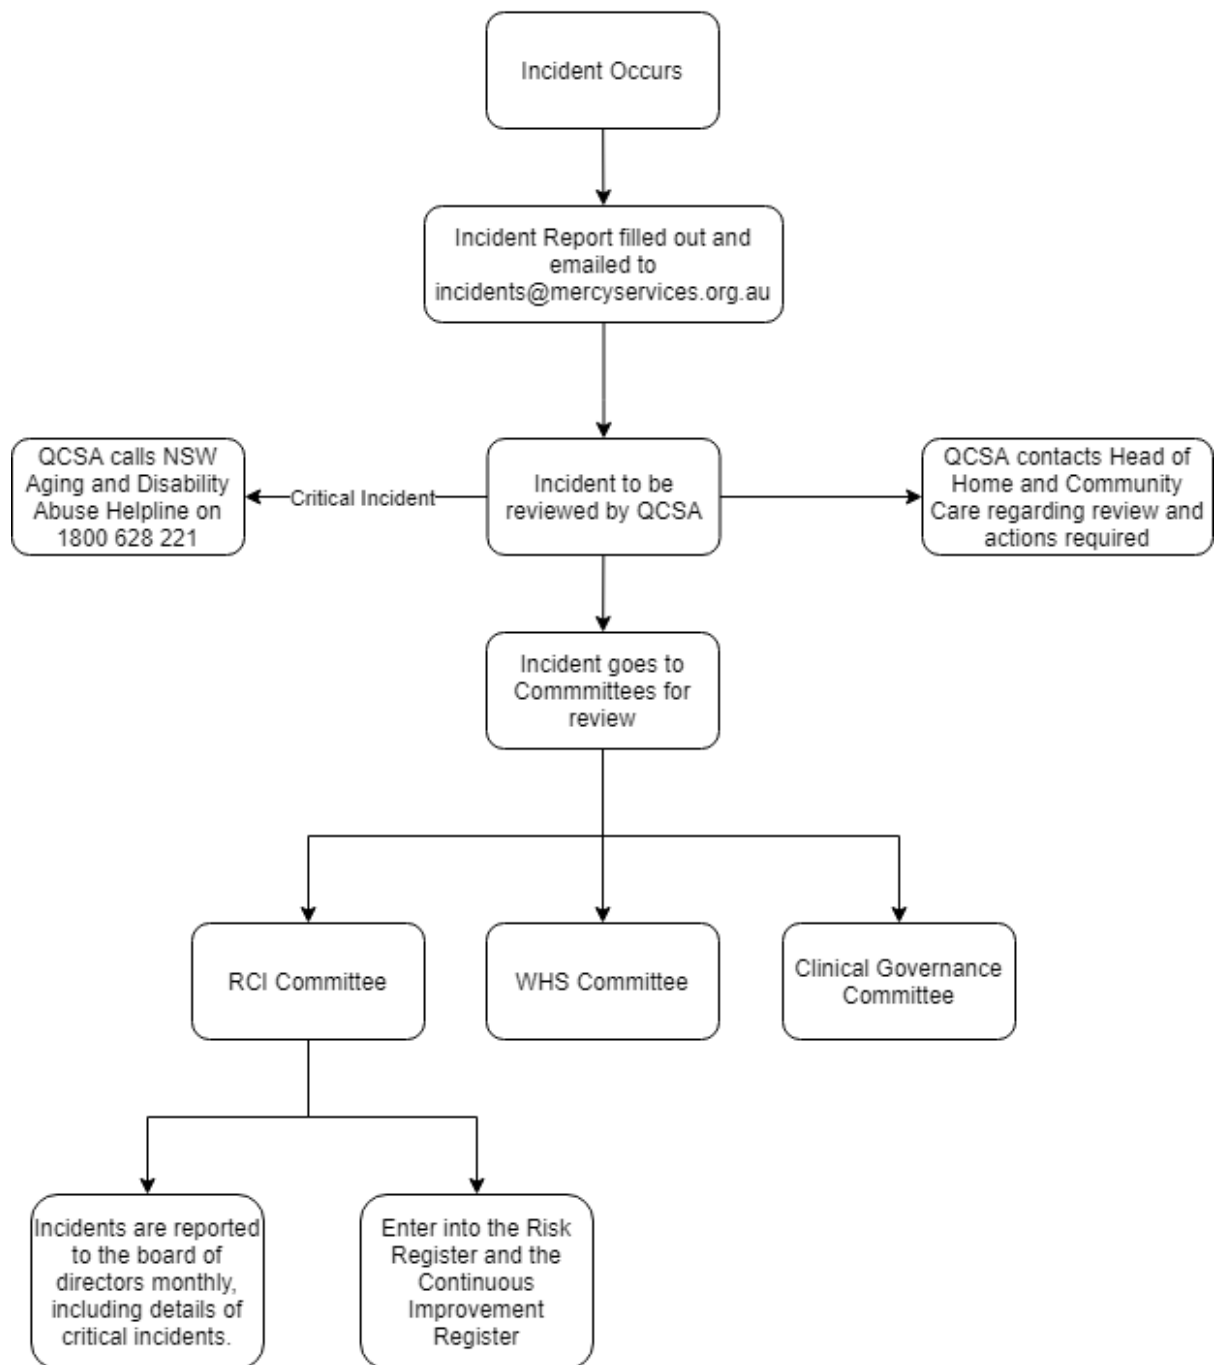 Incident Occurs
Incident Report filled out and
emailed to
incidents@mercyservices.org.au
QCSA calls NSW
Aging and Disability
Abuse Helpline on
1800 628 221
Critical Incident
Incident to be
reviewed by QCSA
QCSA contacts Head of
Home and Community
Care regarding review and
actions required
Incident goes to
Commmittees for
review
RCI Committee
WHS Committee
Clinical Governance
Committee
Incidents are reported
to the board of
directors monthly,
including details of
critical incidents.
Enter into the Risk
Register and the
Continuous
Improvement
Register